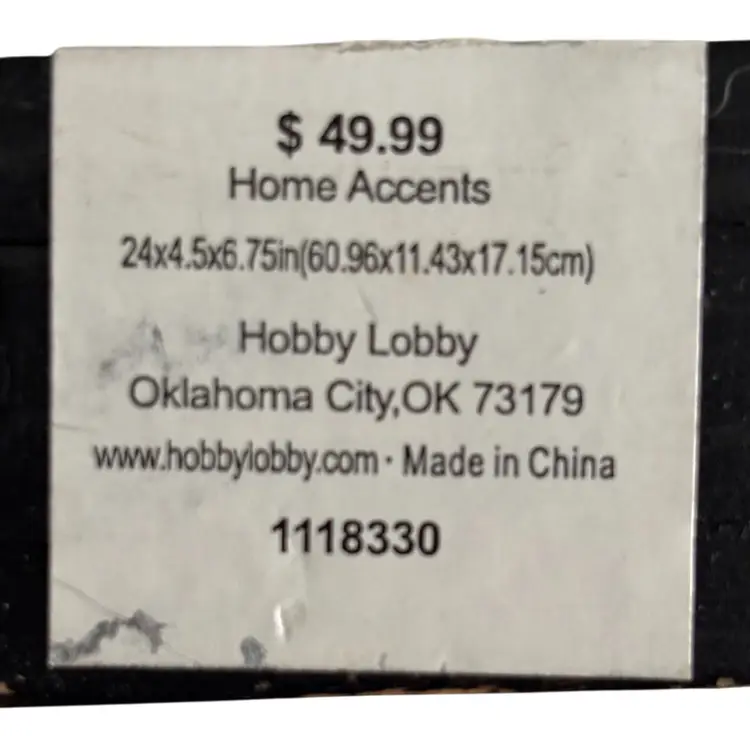 $ 49.99
Home Accents
24x4.5x6.75in(60.96x11.43x17.15cm)
Hobby Lobby
Oklahoma City,OK 73179
www.hobbylobby.com · Made in China
1118330